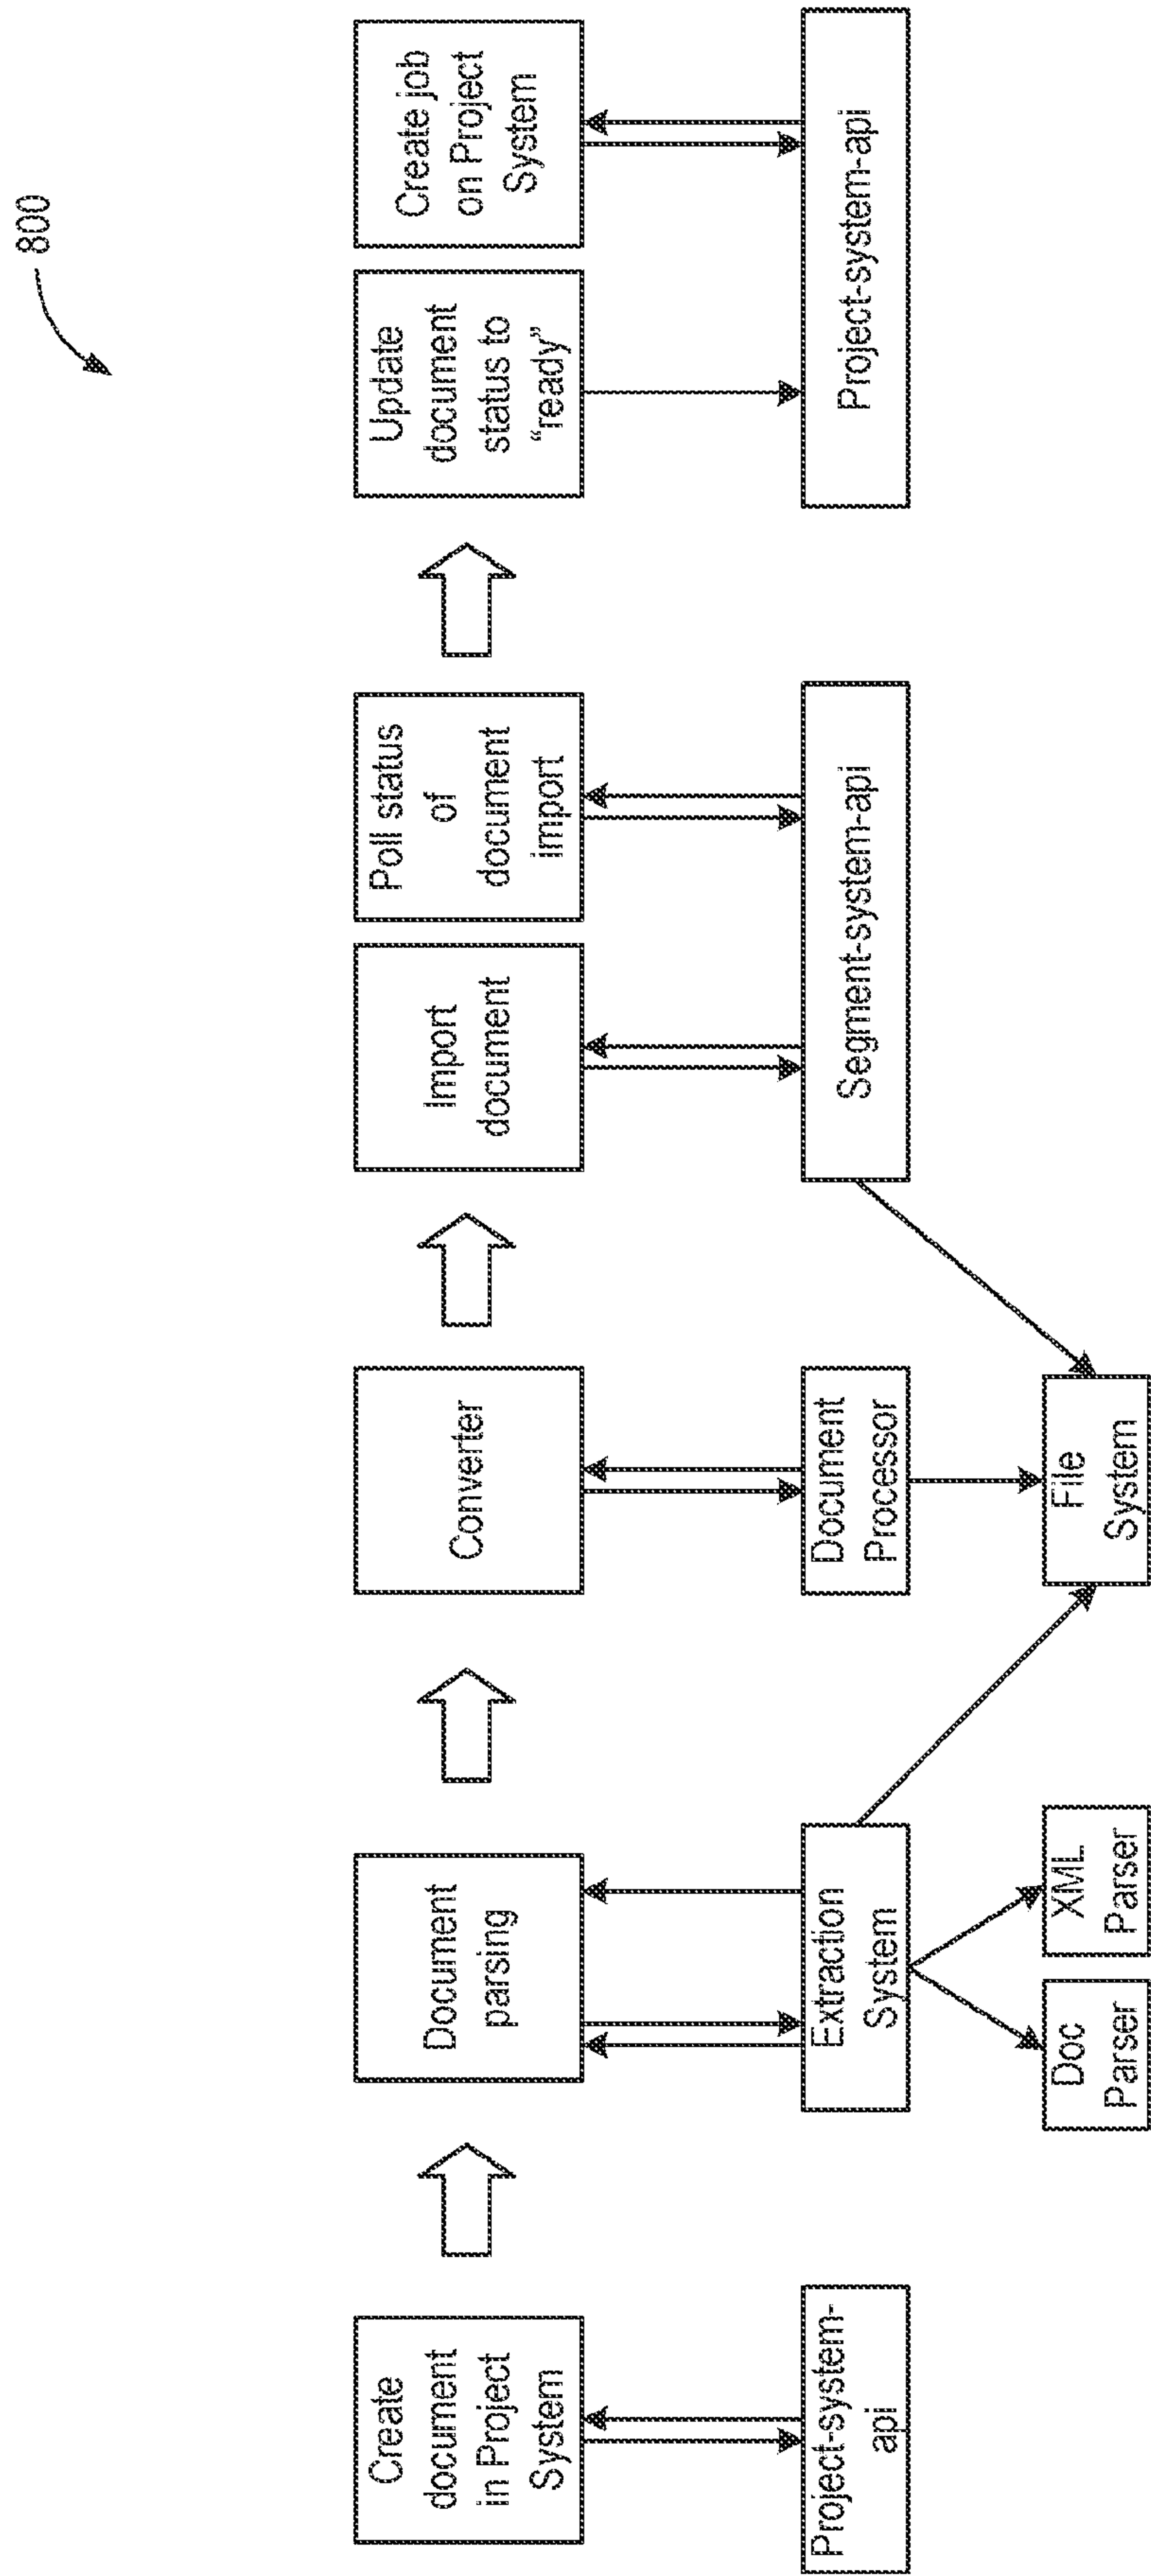 800
Create
document
in Project
System
Document
parsing
Converter
Import
document
Poll status
of
document
import
Update
document
status to
“ready”
Create job
on Project
System
Project-system-
api
Extraction
System
Document
Processor
Segment-system-api
Project-system-api
Doc
Parser
XML
Parser
File
System